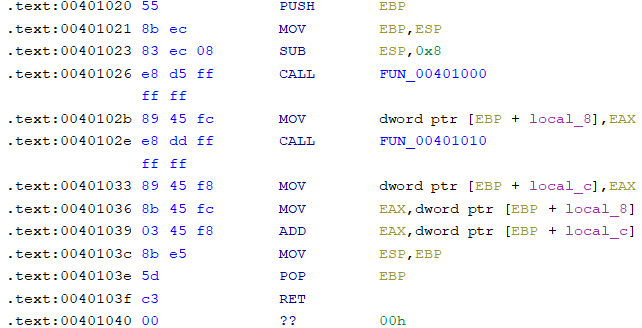 .text:00401020 55 PUSH EBP
.text:00401021 8b ec MOV EBP,ESP
.text:00401023 83 ec 08 SUB ESP,0x8
.text:00401026 e8 d5 ff CALL FUN_00401000
ff ff
.text:0040102b 89 45 fc MOV dword ptr [EBP + local_8],EAX
.text:0040102e e8 dd ff CALL FUN_00401010
ff ff
.text:00401033 89 45 f8 MOV dword ptr [EBP + local_c],EAX
.text:00401036 8b 45 fc MOV EAX,dword ptr [EBP + local_8]
.text:00401039 03 45 f8 ADD EAX,dword ptr [EBP + local_c]
.text:0040103c 8b e5 MOV ESP,EBP
.text:0040103e 5d POP EBP
.text:0040103f c3 RET
.text:00401040 00 ?? 00h